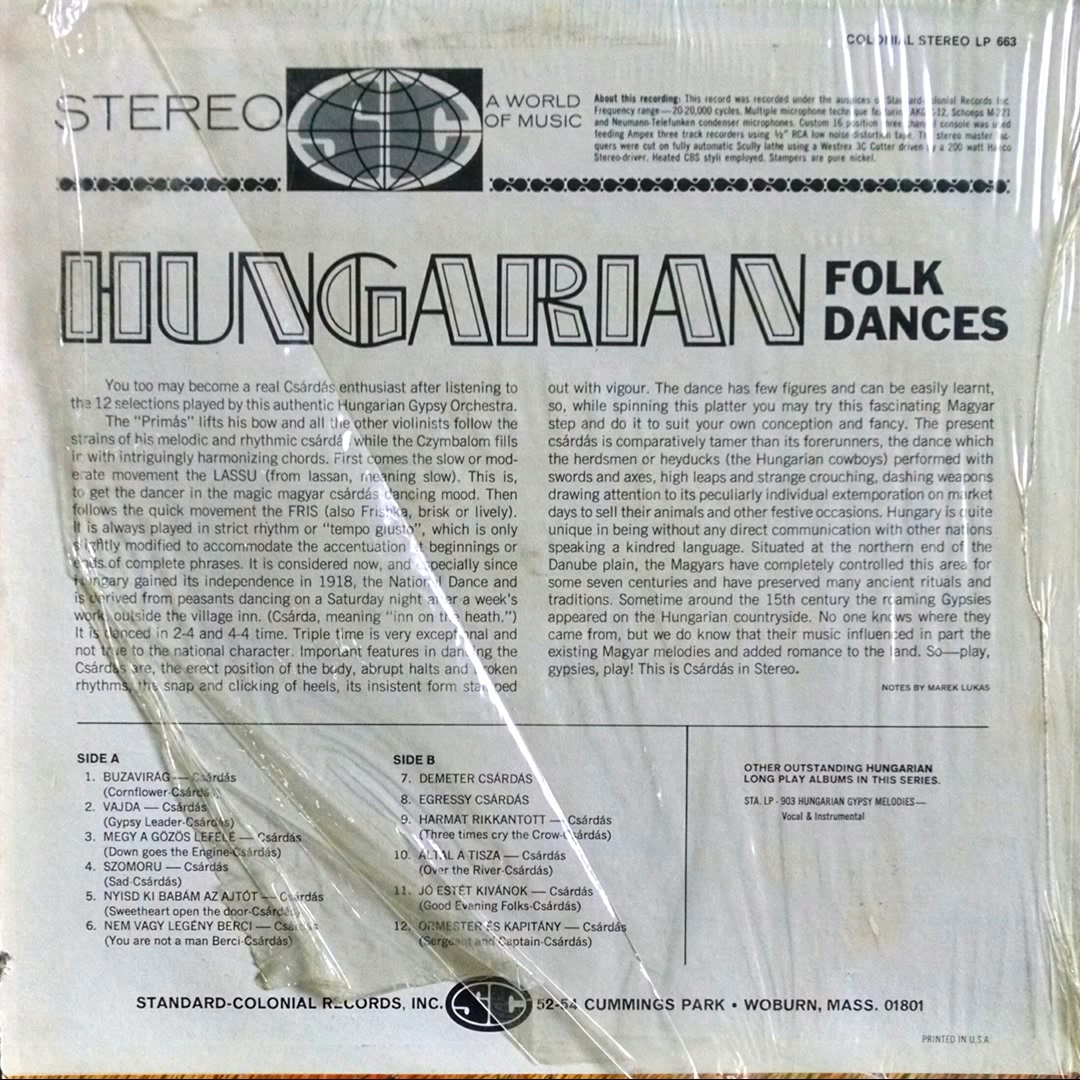 COLONIAL STEREO LP 663
STEREO
SC
A WORLD
OF MUSIC
About this recording: This record was recorded under the auspices of Standard-Colonial Records Inc.
Frequency range—20-20,000 cycles. Multiple microphone technique AKG Schoeps M-221
and Neumann-Telefunken condenser microphones. Custom 16 position three channel console was used
feeding Ampex three track recorders using ½" RCA low noise distortion tape. The stereo master lac-
quers were cut on fully automatic Scully lathe using a Westrex 3C Cutter driven by a 200 watt
Stereo-driver. Heated CBS styli employed. Stampers are pure nickel.
HUNGARIAN
FOLK
DANCES
You too may become a real Csárdás enthusiast after listening to
the 12 selections played by this authentic Hungarian Gypsy Orchestra.
The "Primás" lifts his bow and all the other violinists follow the
strains of his melodic and rhythmic csárdá while the Czymbalom fills
ir with intriguingly harmonizing chords. First comes the slow or mod-
erate movement the LASSU (from lassan, meaning slow). This is,
to get the dancer in the magic magyar csárdás dancing mood. Then
follows the quick movement the FRIS (also Frishka, brisk or lively).
It is always played in strict rhythm or "tempo giusto", which is only
slightly modified to accommodate the accentuation at beginnings or
ends of complete phrases. It is considered now, and especially since
Hungary gained its independence in 1918, the National Dance and
is derived from peasants dancing on a Saturday night after a week's
work, outside the village inn. (Csárda, meaning "inn on the heath.")
It is danced in 2-4 and 4-4 time. Triple time is very exceptional and
not true to the national character. Important features in dancing the
Csárdás are, the erect position of the body, abrupt halts and broken
rhythms, the snap and clicking of heels, its insistent form stamped
out with vigour. The dance has few figures and can be easily learnt,
so, while spinning this platter you may try this fascinating Magyar
step and do it to suit your own conception and fancy. The present
csárdás is comparatively tamer than its forerunners, the dance which
the herdsmen or heyducks (the Hungarian cowboys) performed with
swords and axes, high leaps and strange crouching, dashing weapons
drawing attention to its peculiarly individual extemporation on market
days to sell their animals and other festive occasions. Hungary is quite
unique in being without any direct communication with other nations
speaking a kindred language. Situated at the northern end of the
Danube plain, the Magyars have completely controlled this area for
some seven centuries and have preserved many ancient rituals and
traditions. Sometime around the 15th century the roaming Gypsies
appeared on the Hungarian countryside. No one knows where they
came from, but we do know that their music influenced in part the
existing Magyar melodies and added romance to the land. So—play,
gypsies, play! This is Csárdás in Stereo.
NOTES BY MAREK LUKAS
SIDE A
1. BUZAVIRÁG — Csárdás
(Cornflower-Csárdás)
2. VAJDA — Csárdás
(Gypsy Leader-Csárdás)
3. MEGY A GÖZÖS LEFELÉ — Csárdás
(Down goes the Engine-Csárdás)
4. SZOMORU — Csárdás
(Sad-Csárdás)
5. NYISD KI BABÁM AZ AJTÓT — Csárdás
(Sweetheart open the door-Csárdás)
6. NEM VAGY LEGÉNY BERCI — Csárdás
(You are not a man Berci-Csárdás)
SIDE B
7. DEMETER CSÁRDÁS
8. EGRESSY CSÁRDÁS
9. HARMAT RIKKANTOTT — Csárdás
(Three times cry the Crow-Csárdás)
10. ÁLTAL A TISZA — Csárdás
(Over the River-Csárdás)
11. JÓ ESTÉT KIVÁNOK — Csárdás
(Good Evening Folks-Csárdás)
12. ORMESTER ÉS KAPITÁNY — Csárdás
(Sergeant and Captain-Csárdás)
OTHER OUTSTANDING HUNGARIAN
LONG PLAY ALBUMS IN THIS SERIES.
STA. LP - 903 HUNGARIAN GYPSY MELODIES—
Vocal & Instrumental
STANDARD-COLONIAL RECORDS, INC. SC 52-54 CUMMINGS PARK • WOBURN, MASS. 01801
PRINTED IN U.S.A.